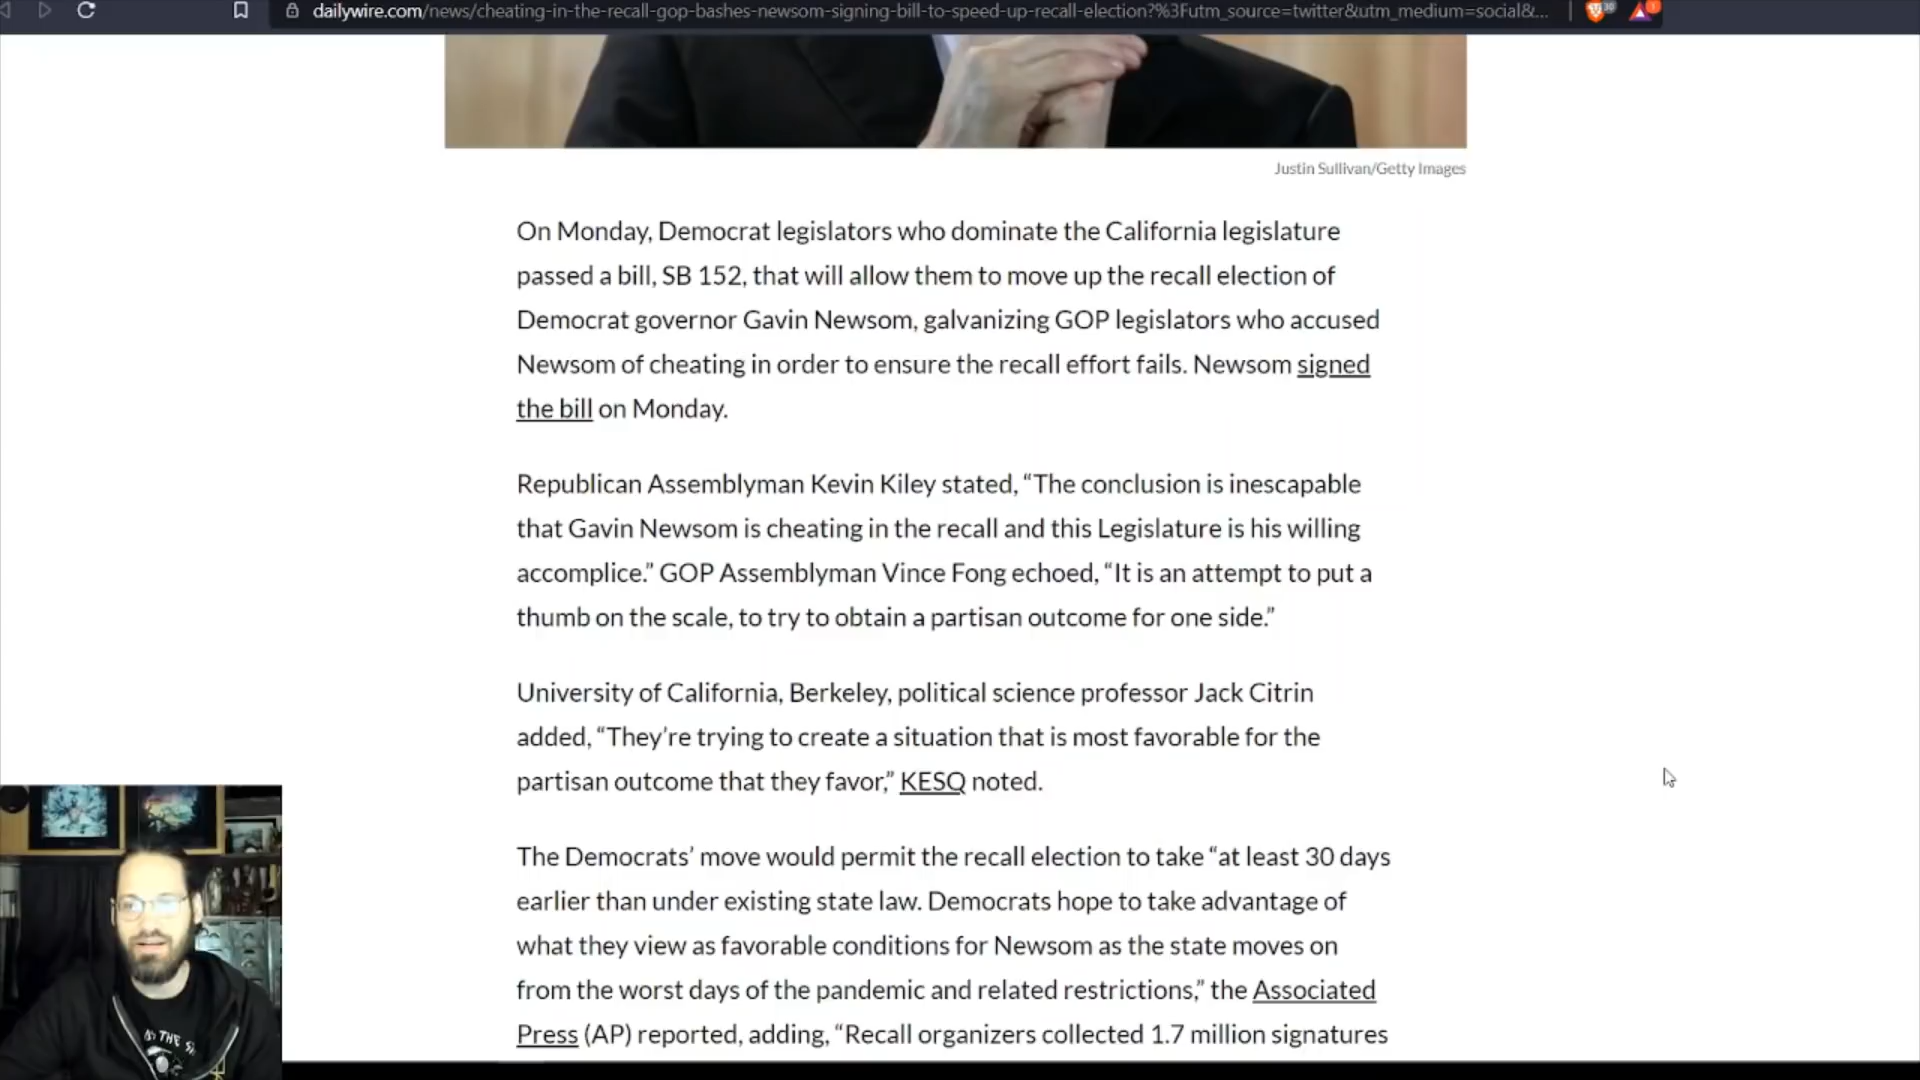 dailywire.com/news/cheating-in-the-recall-gop-bashes-newsom-signing-bill-to-speed-up-recall-election?%3Futm_source=twitter&utm_medium=social&...
Justin Sullivan/Getty Images
On Monday, Democrat legislators who dominate the California legislature
passed a bill, SB 152, that will allow them to move up the recall election of
Democrat governor Gavin Newsom, galvanizing GOP legislators who accused
Newsom of cheating in order to ensure the recall effort fails. Newsom signed
the bill on Monday.
Republican Assemblyman Kevin Kiley stated, “The conclusion is inescapable
that Gavin Newsom is cheating in the recall and this Legislature is his willing
accomplice.” GOP Assemblyman Vince Fong echoed, “It is an attempt to put a
thumb on the scale, to try to obtain a partisan outcome for one side.”
University of California, Berkeley, political science professor Jack Citrin
added, “They’re trying to create a situation that is most favorable for the
partisan outcome that they favor,” KESQ noted.
The Democrats’ move would permit the recall election to take “at least 30 days
earlier than under existing state law. Democrats hope to take advantage of
what they view as favorable conditions for Newsom as the state moves on
from the worst days of the pandemic and related restrictions,” the Associated
Press (AP) reported, adding, “Recall organizers collected 1.7 million signatures
THE